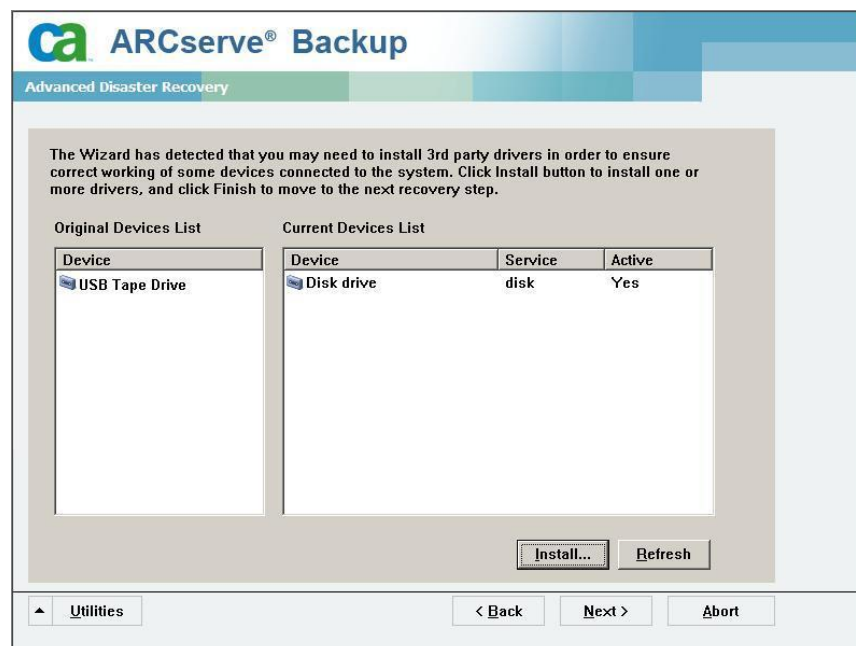 ca ARCserve® Backup
Advanced Disaster Recovery
The Wizard has detected that you may need to install 3rd party drivers in order to ensure
correct working of some devices connected to the system. Click Install button to install one or
more drivers, and click Finish to move to the next recovery step.
Original Devices List
Current Devices List
Device
Device Service Active
USB Tape Drive
Disk drive disk Yes
Install... Refresh
Utilities < Back Next > Abort